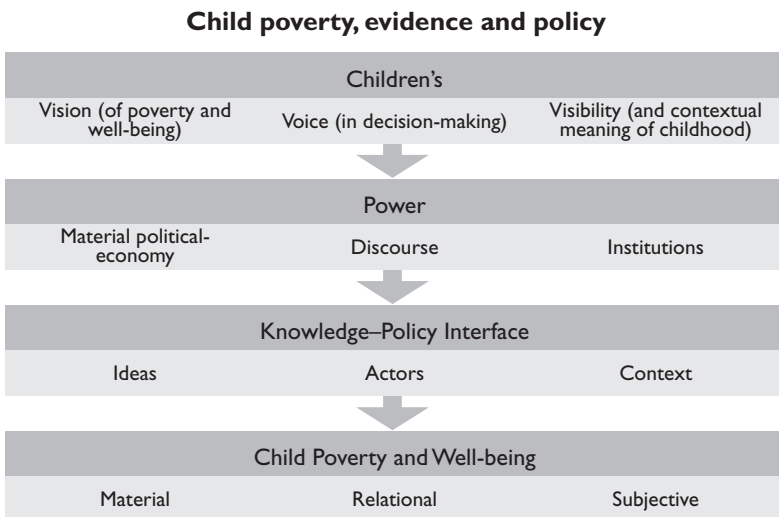 Child poverty, evidence and policy
Children's
Vision (of poverty and
well-being)
Voice (in decision-making)
Visibility (and contextual
meaning of childhood)
Power
Material political-
economy
Discourse
Institutions
Knowledge–Policy Interface
Ideas
Actors
Context
Child Poverty and Well-being
Material
Relational
Subjective